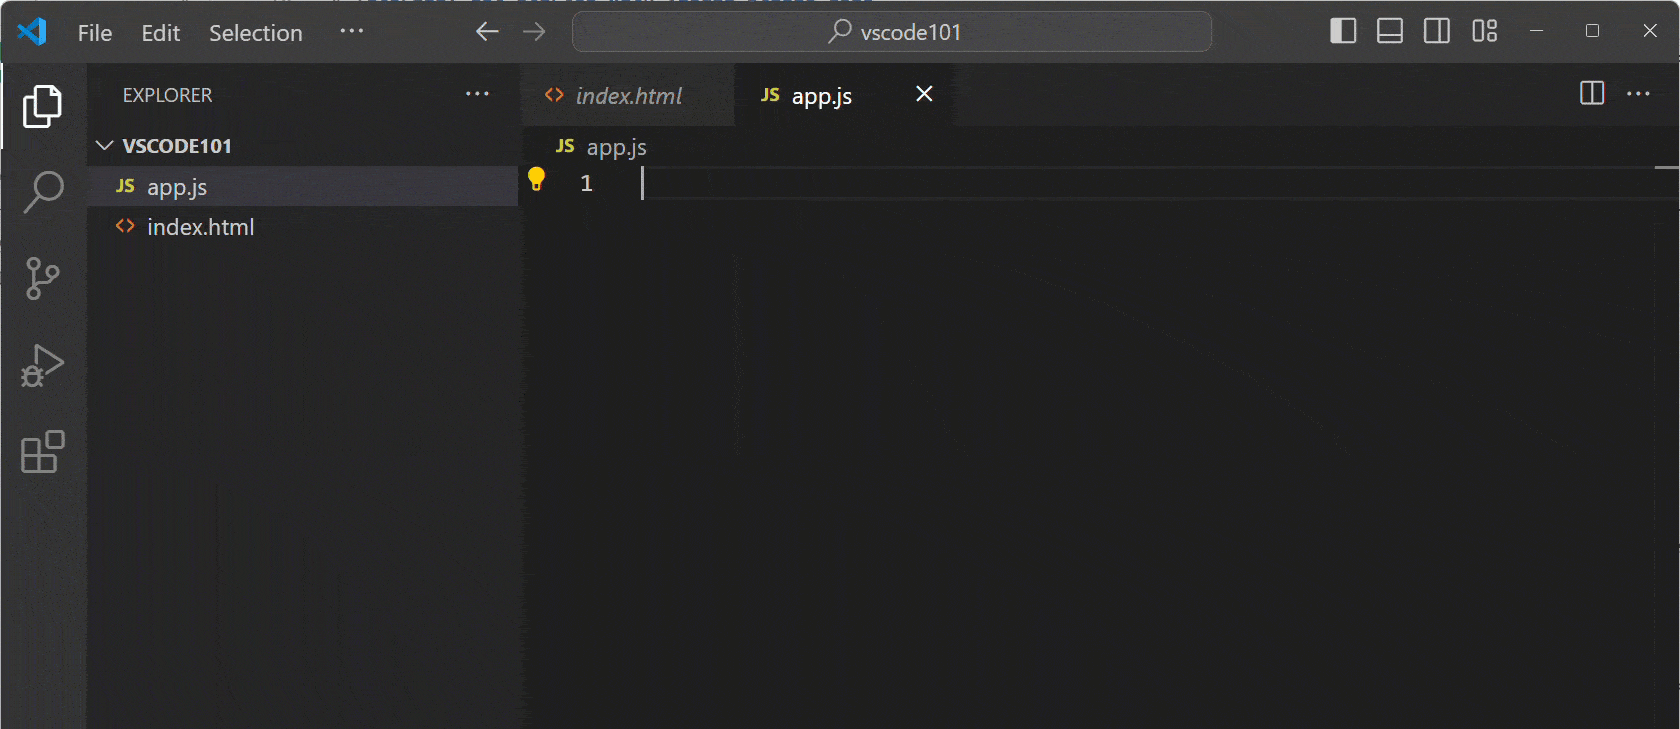 File Edit Selection ··· vscode101
EXPLORER ···
index.html JS app.js
VSCODE101
JS app.js
JS app.js
1
index.html